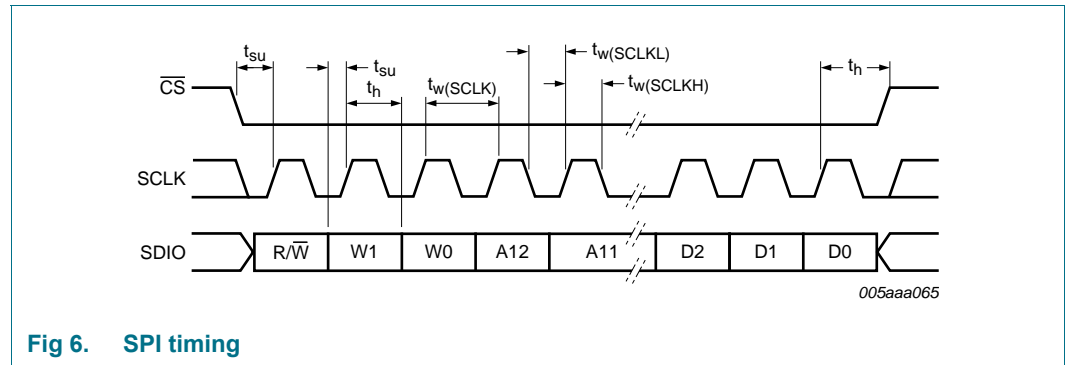 tsu
tsu
th
tw(SCLK)
tw(SCLKL)
tw(SCLKH)
th
CS
SCLK
SDIO
R/W W1 W0 A12 A11 D2 D1 D0
005aaa065
Fig 6. SPI timing